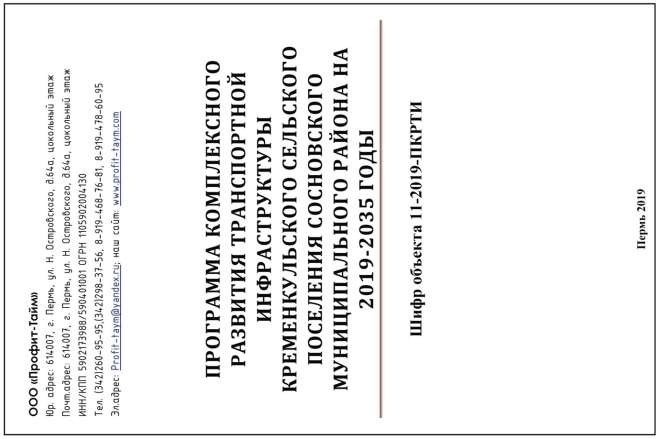 ООО «Профит-Тайм»
Юр. адрес: 614007, г. Пермь, ул. Н. Островского, д.64а, цокольный этаж
Почт.адрес: 614007, г. Пермь, ул. Н. Островского, д.64а, цокольный этаж
ИНН/КПП 5902173988/590401001 ОГРН 1105902004130
Тел. (342)260-95-95,(342)298-37-56, 8-919-468-76-81, 8-919-478-60-95
Эл.адрес: Profit-taym@yandex.ru; наш сайт: www.profit-taym.com
ПРОГРАММА КОМПЛЕКСНОГО
РАЗВИТИЯ ТРАНСПОРТНОЙ
ИНФРАСТРУКТУРЫ
КРЕМЕНКУЛЬСКОГО СЕЛЬСКОГО
ПОСЕЛЕНИЯ СОСНОВСКОГО
МУНИЦИПАЛЬНОГО РАЙОНА НА
2019-2035 ГОДЫ
Шифр объекта 11-2019-ПКРТИ
Пермь 2019